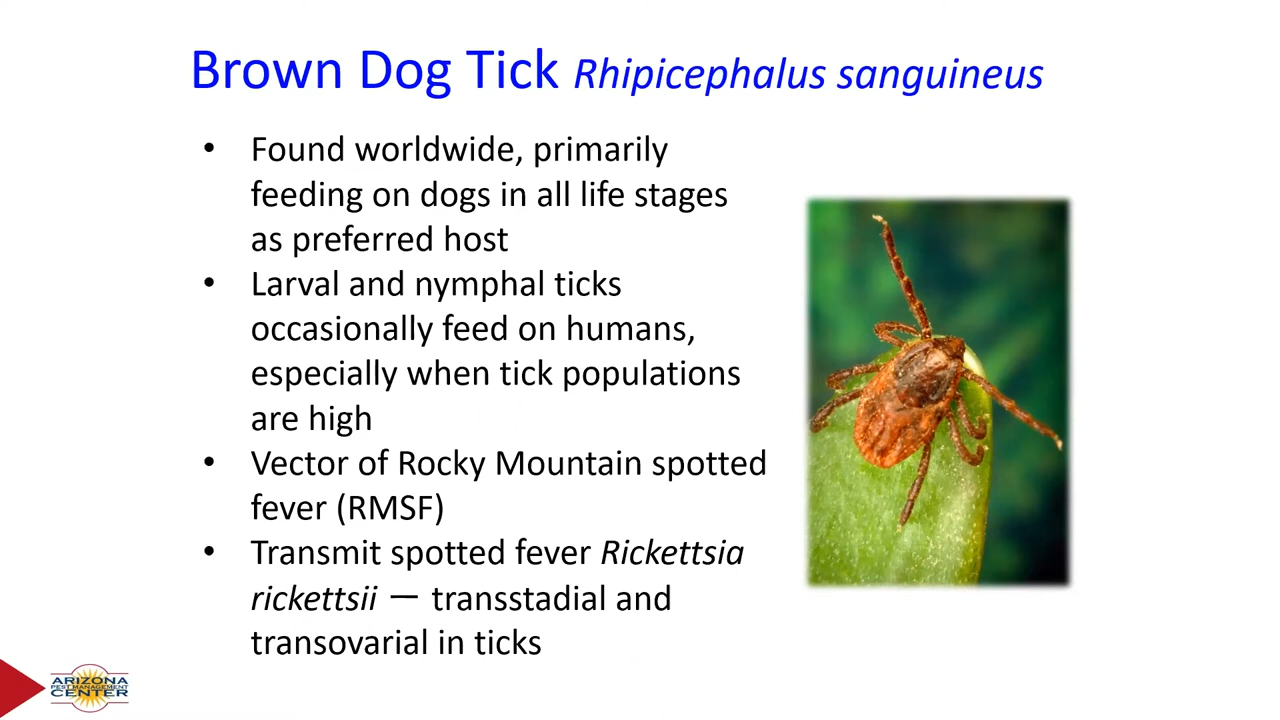 Brown Dog Tick Rhipicephalus sanguineus
• Found worldwide, primarily
feeding on dogs in all life stages
as preferred host
• Larval and nymphal ticks
occasionally feed on humans,
especially when tick populations
are high
• Vector of Rocky Mountain spotted
fever (RMSF)
• Transmit spotted fever Rickettsia
rickettsii — transstadial and
transovarial in ticks
ARIZONA
PEST MANAGEMENT
CENTER